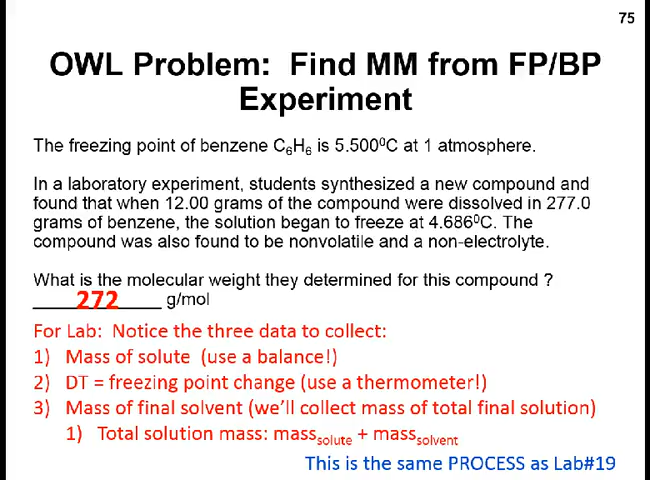 75
OWL Problem: Find MM from FP/BP
Experiment
The freezing point of benzene C₆H₆ is 5.500⁰C at 1 atmosphere.
In a laboratory experiment, students synthesized a new compound and
found that when 12.00 grams of the compound were dissolved in 277.0
grams of benzene, the solution began to freeze at 4.686⁰C. The
compound was also found to be nonvolatile and a non-electrolyte.
What is the molecular weight they determined for this compound ?
____272____ g/mol
For Lab: Notice the three data to collect:
1) Mass of solute (use a balance!)
2) DT = freezing point change (use a thermometer!)
3) Mass of final solvent (we'll collect mass of total final solution)
1) Total solution mass: mass solute + mass solvent
This is the same PROCESS as Lab#19